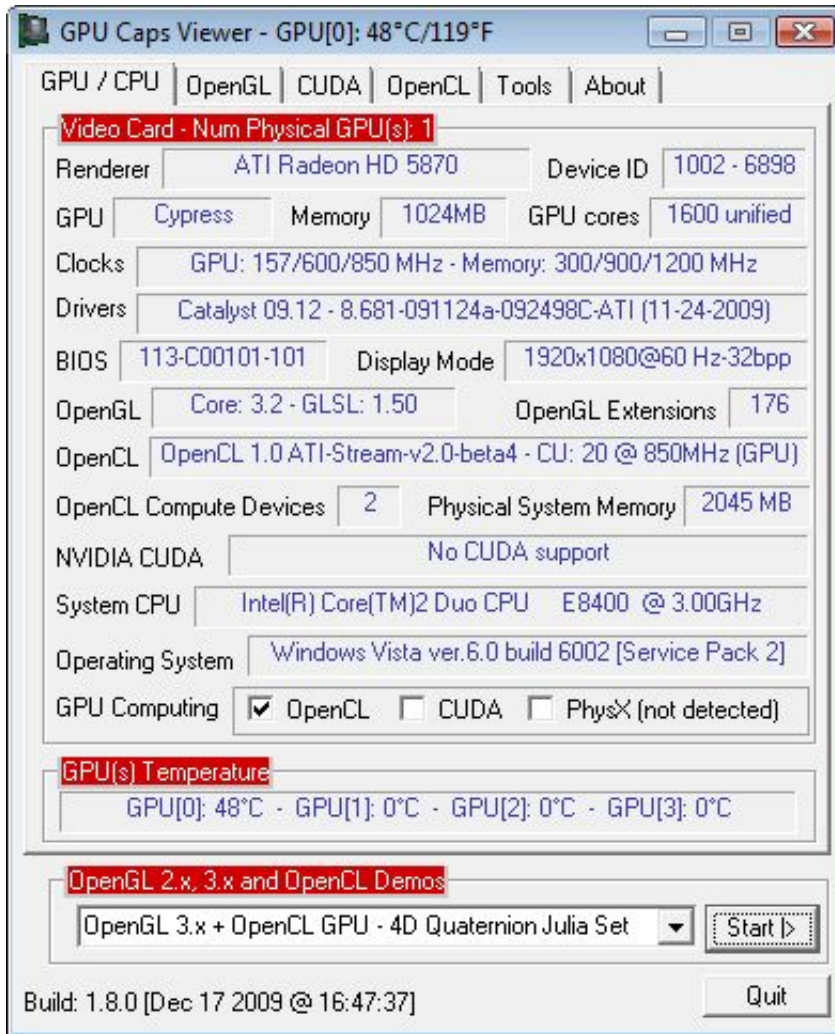 GPU Caps Viewer - GPU[0]: 48°C/119°F
GPU / CPU OpenGL CUDA OpenCL Tools About
Video Card - Num Physical GPU(s): 1
Renderer ATI Radeon HD 5870 Device ID 1002 - 6898
GPU Cypress Memory 1024MB GPU cores 1600 unified
Clocks GPU: 157/600/850 MHz - Memory: 300/900/1200 MHz
Drivers Catalyst 09.12 - 8.681-091124a-092498C-ATI (11-24-2009)
BIOS 113-C00101-101 Display Mode 1920x1080@60 Hz-32bpp
OpenGL Core: 3.2 - GLSL: 1.50 OpenGL Extensions 176
OpenCL OpenCL 1.0 ATI-Stream-v2.0-beta4 - CU: 20 @ 850MHz (GPU)
OpenCL Compute Devices 2 Physical System Memory 2045 MB
NVIDIA CUDA No CUDA support
System CPU Intel(R) Core(TM)2 Duo CPU E8400 @ 3.00GHz
Operating System Windows Vista ver.6.0 build 6002 [Service Pack 2]
GPU Computing OpenCL CUDA PhysX (not detected)
GPU(s) Temperature
GPU[0]: 48°C - GPU[1]: 0°C - GPU[2]: 0°C - GPU[3]: 0°C
OpenGL 2.x, 3.x and OpenCL Demos
OpenGL 3.x + OpenCL GPU - 4D Quaternion Julia Set Start |>
Build: 1.8.0 [Dec 17 2009 @ 16:47:37] Quit